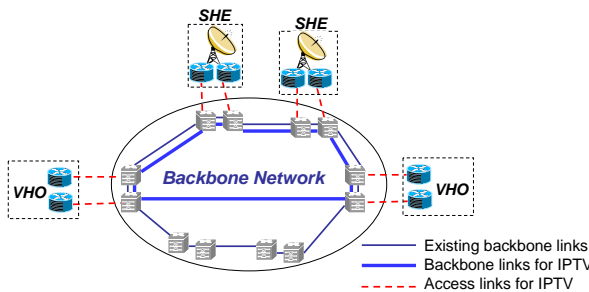 SHE
SHE
VHO
Backbone Network
VHO
Existing backbone links
Backbone links for IPTV
Access links for IPTV